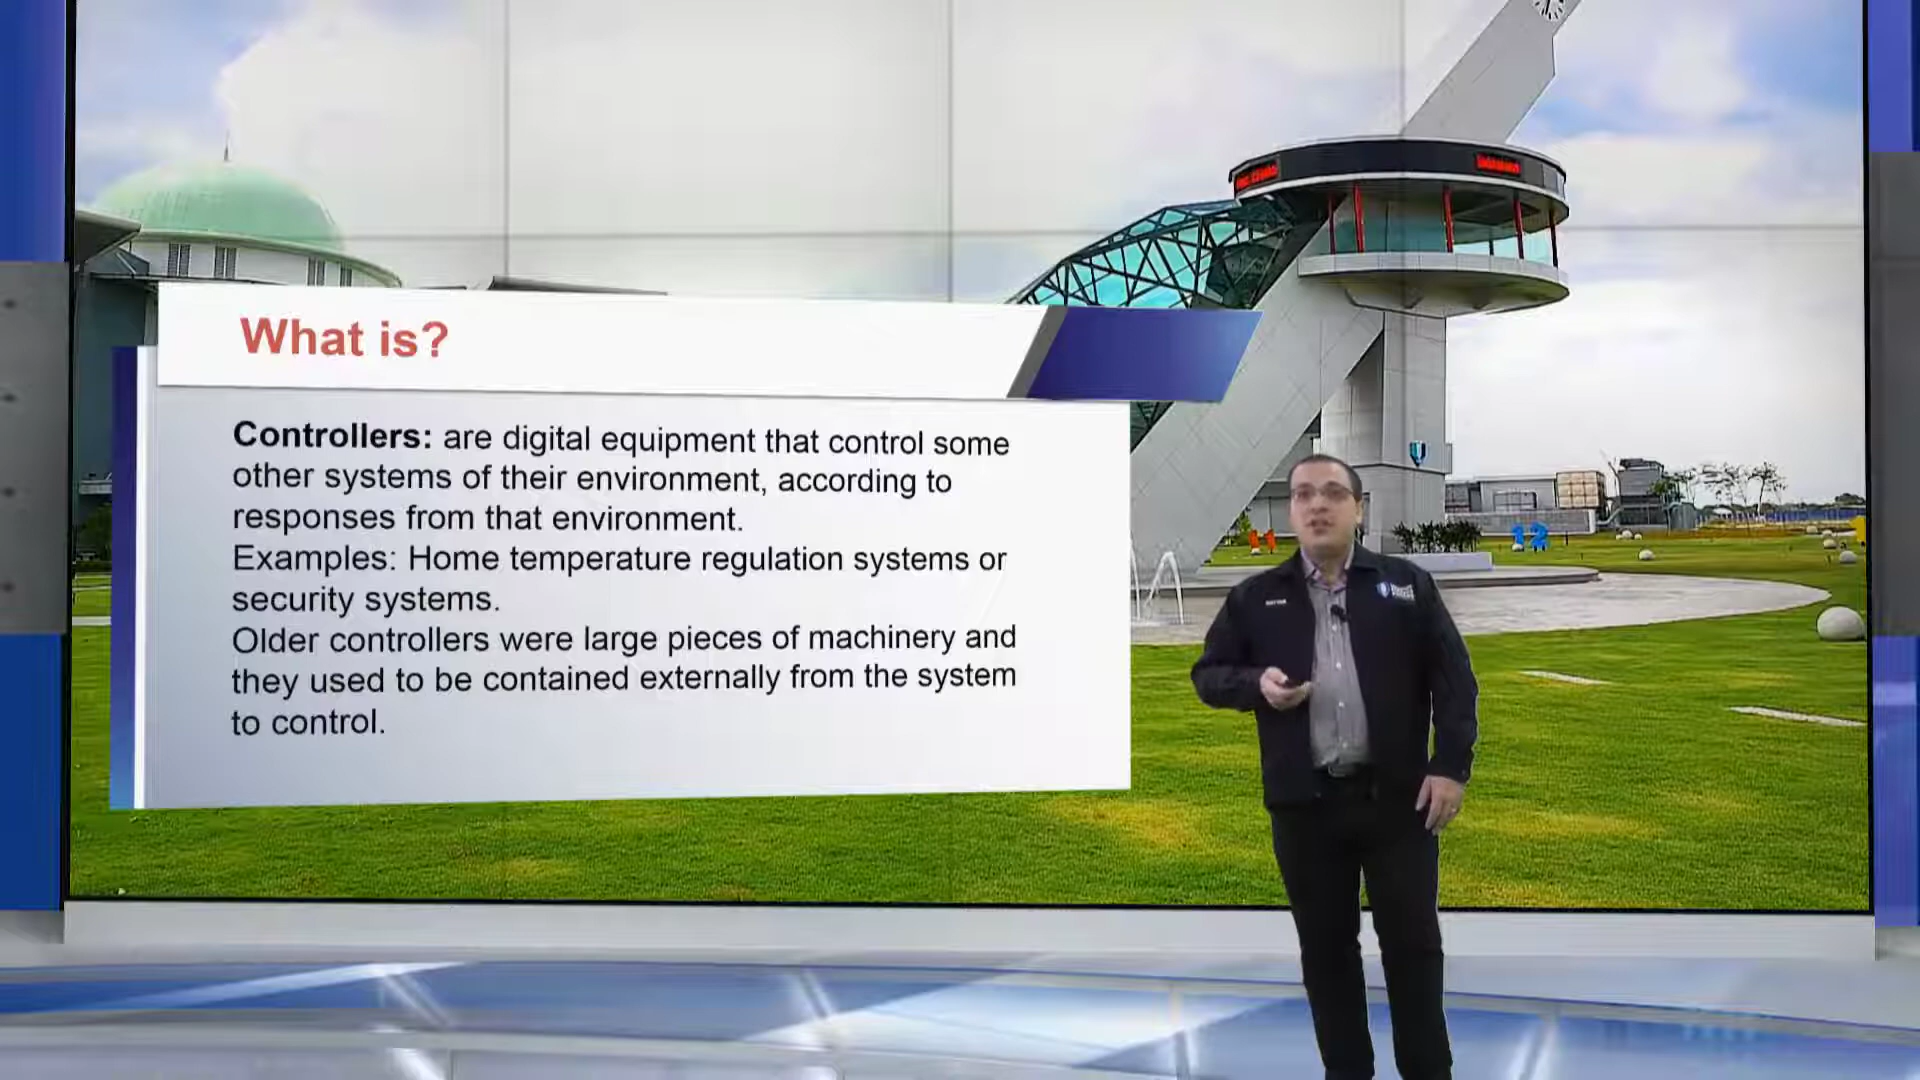 What is?
Controllers: are digital equipment that control some
other systems of their environment, according to
responses from that environment.
Examples: Home temperature regulation systems or
security systems.
Older controllers were large pieces of machinery and
they used to be contained externally from the system
to control.
12